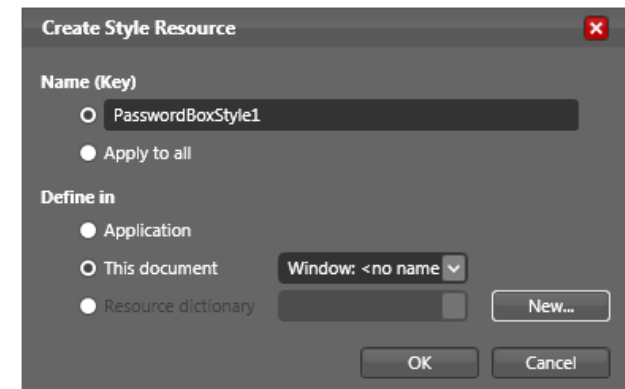 Create Style Resource
Name (Key)
PasswordBoxStyle1
Apply to all
Define in
Application
This document Window: <no name
Resource dictionary New...
OK Cancel